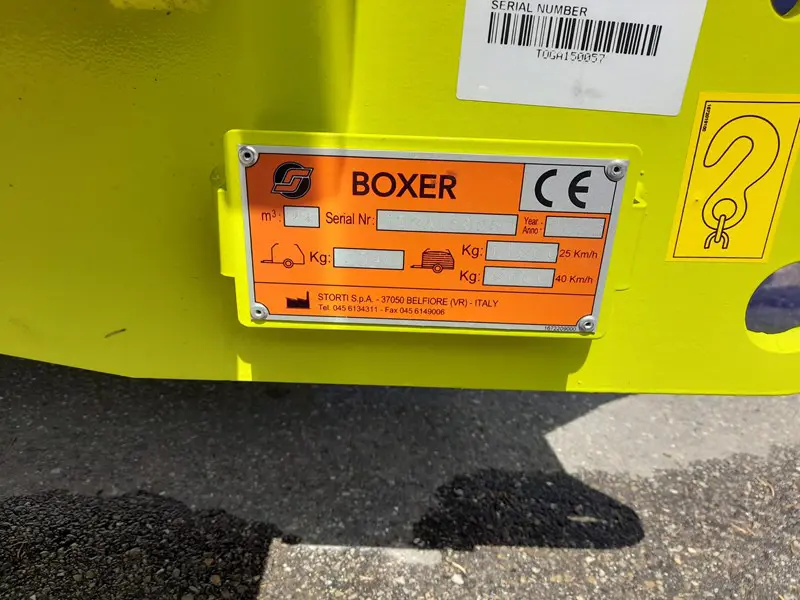 SERIAL NUMBER
TOGA150057
BOXER
CE
m³:
Serial Nr:
Year
Anno
Kg:
Kg:
25 Km/h
Kg:
40 Km/h
STORTI S.p.A. - 37050 BELFIORE (VR) - ITALY
Tel. 045 6134311 - Fax 045 6149006